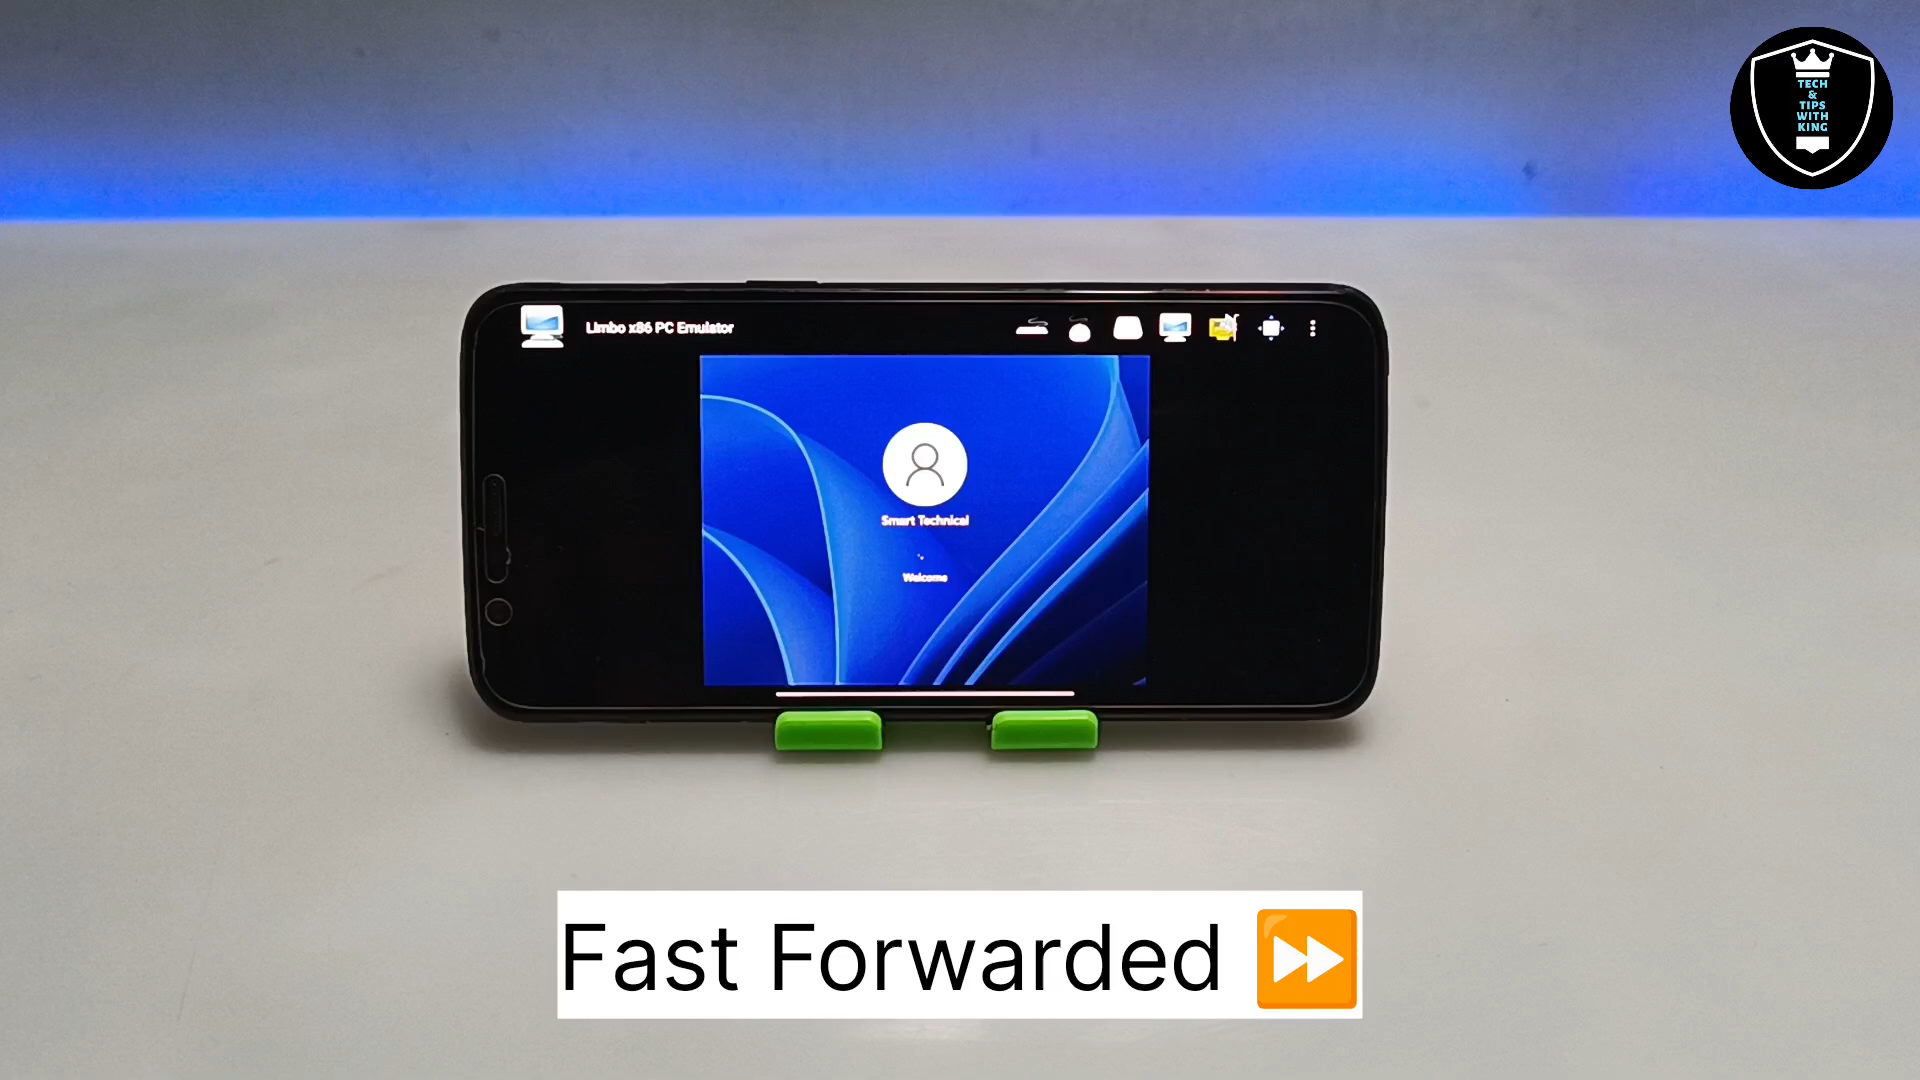 TECH
&
TIPS
WITH
KING
Limbo x86 PC Emulator
Smart Technical
Welcome
Fast Forwarded ⏩